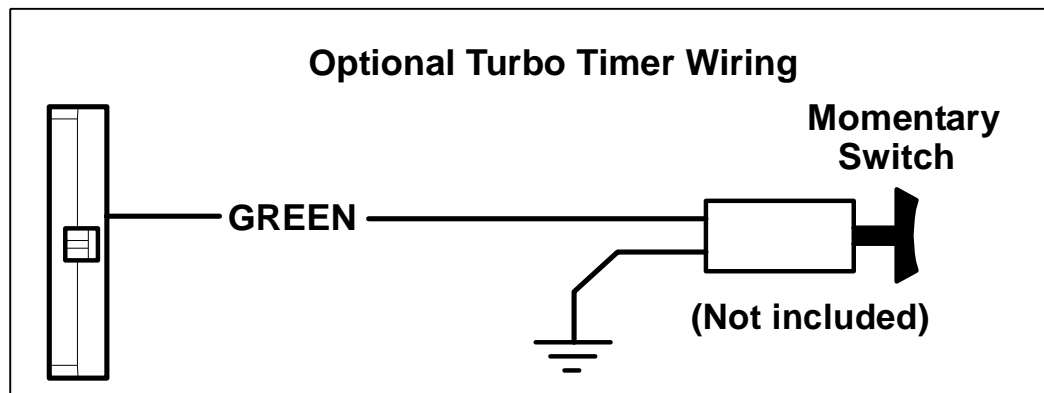 Optional Turbo Timer Wiring
Momentary
Switch
GREEN
(Not included)